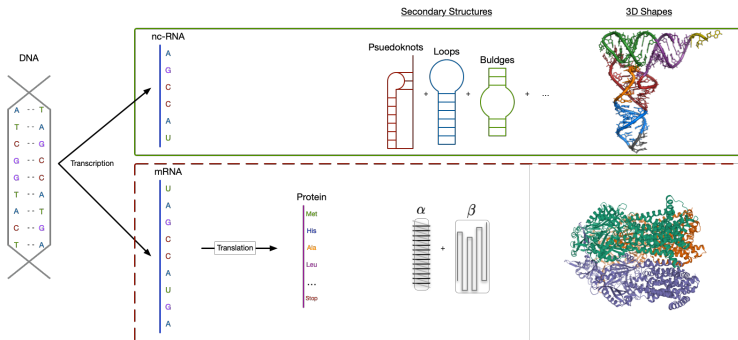 Secondary Structures
3D Shapes
DNA
nc-RNA
Psuedoknots
Loops
Buldges
A
G
C
C
A
U
+
+
+
...
A -- T
T -- A
C -- G
G -- C
G -- C
T -- A
A -- T
C -- G
T -- A
Transcription
mRNA
U
A
G
C
C
A
U
G
A
Translation
Protein
Met
His
Ala
Leu
...
Stop
α
+
β